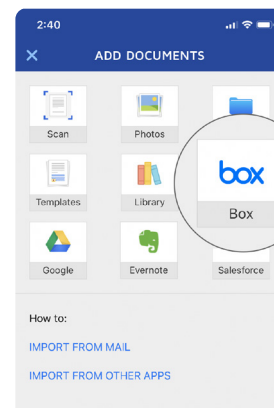 2:40
ADD DOCUMENTS
Scan
Photos
box
Templates
Library
Box
Google
Evernote
Salesforce
How to:
IMPORT FROM MAIL
IMPORT FROM OTHER APPS